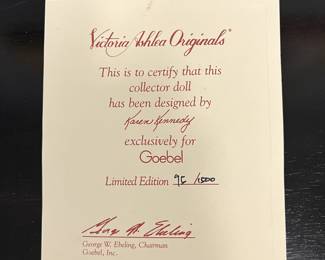 Victoria Ashlea Originals®
This is to certify that this
collector doll
has been designed by
Karen Kennedy
exclusively for
Goebel
Limited Edition 96 /1500
George W. Ebeling
George W. Ebeling, Chairman
Goebel, Inc.